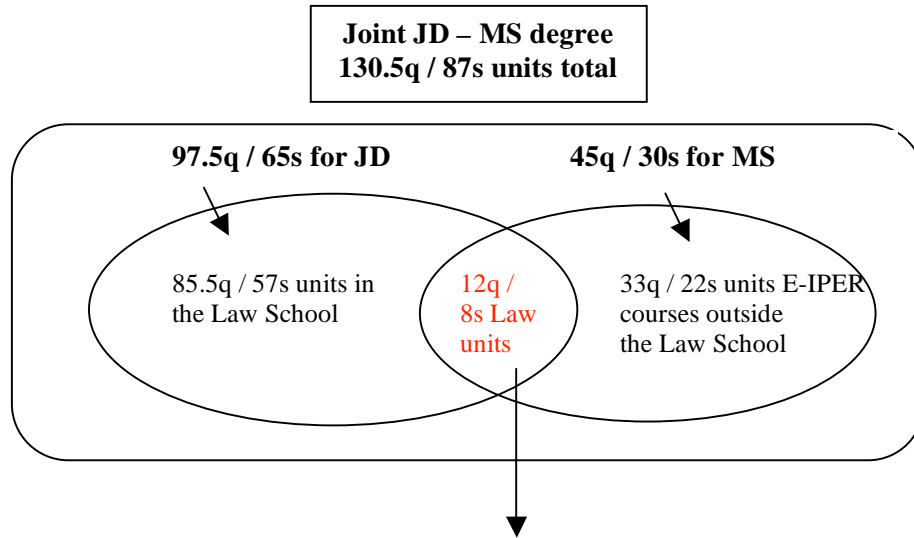 Joint JD – MS degree
130.5q / 87s units total
97.5q / 65s for JD
45q / 30s for MS
85.5q / 57s units in
the Law School
12q /
8s Law
units
33q / 22s units E-IPER
courses outside
the Law School